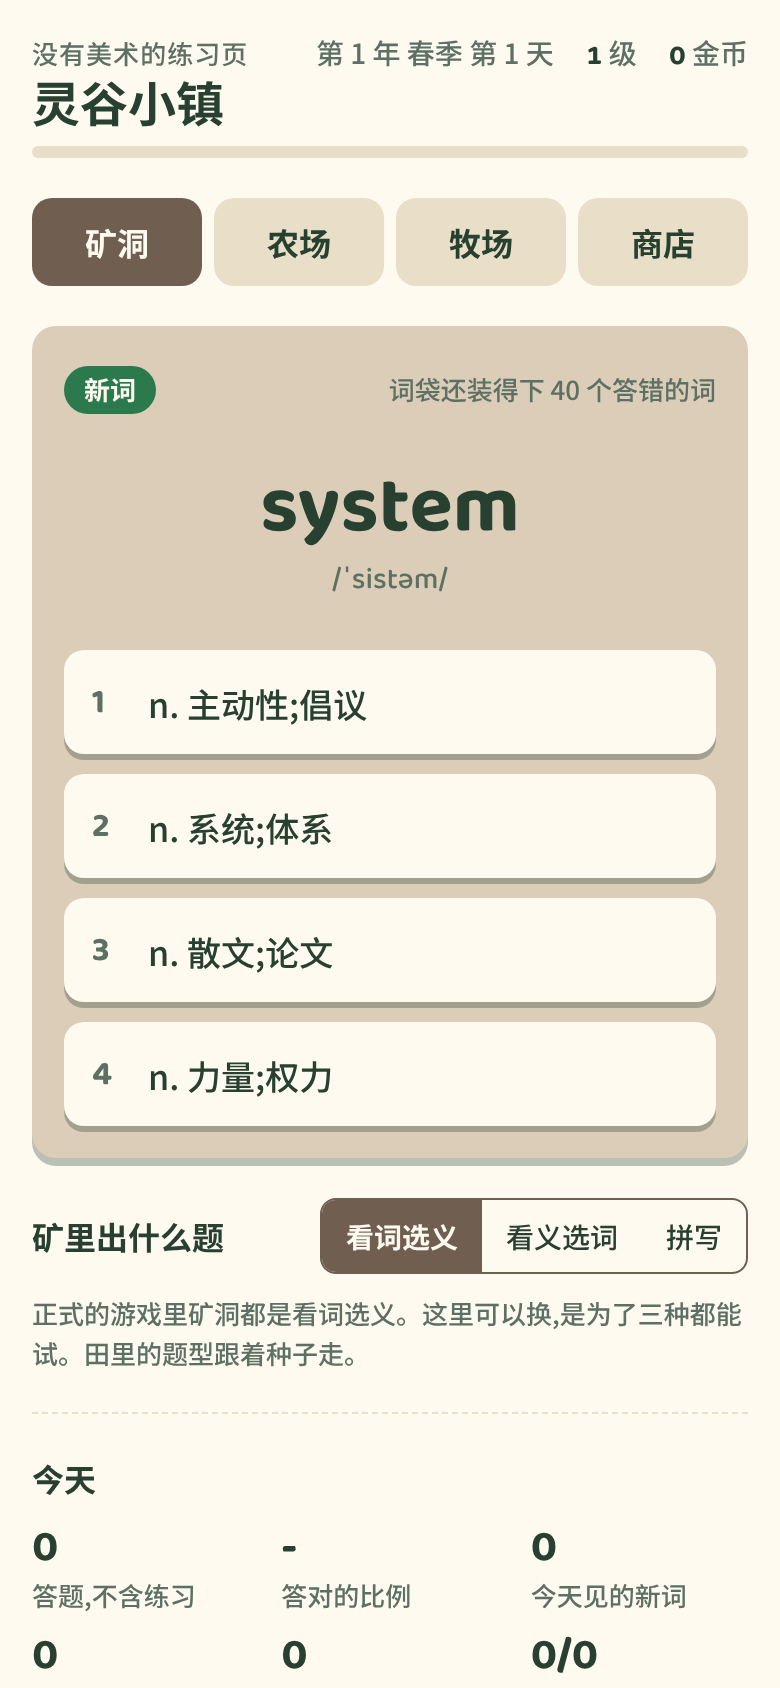 没有美术的练习页
第 1 年 春季 第 1 天 1 级 0 金币
灵谷小镇
矿洞 农场 牧场 商店
新词 词袋还装得下 40 个答错的词
system
/ˈsistəm/
1 n. 主动性;倡议
2 n. 系统;体系
3 n. 散文;论文
4 n. 力量;权力
矿里出什么题 看词选义 看义选词 拼写
正式的游戏里矿洞都是看词选义。这里可以换,是为了三种都能
试。田里的题型跟着种子走。
今天
0 - 0
答题,不含练习 答对的比例 今天见的新词
0 0 0/0